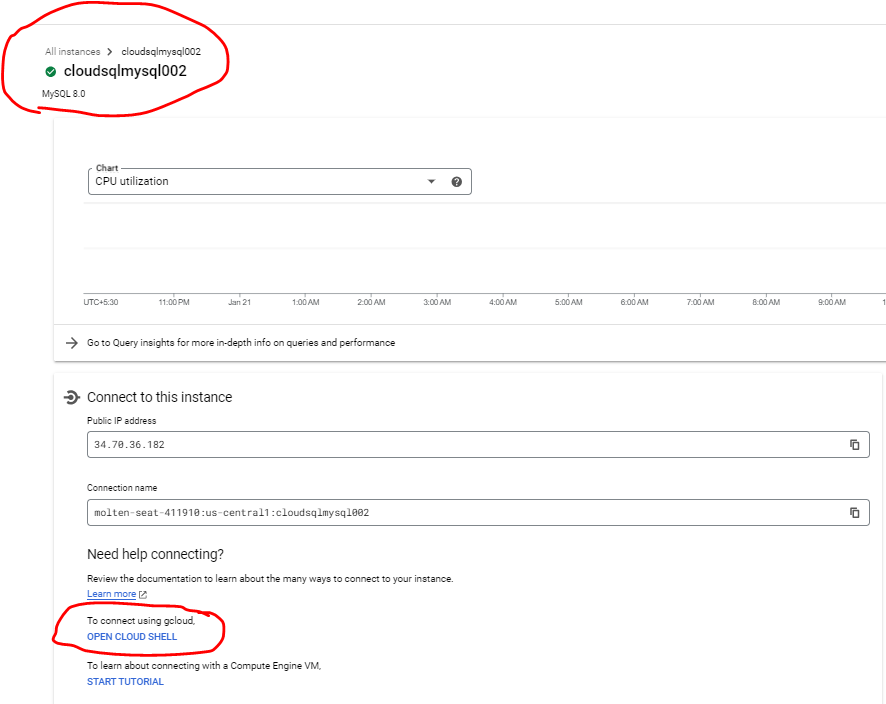 All instances > cloudsqlmysql002
cloudsqlmysql002
MySQL 8.0
Chart
CPU utilization
UTC+5:30 11:00 PM Jan 21 1:00 AM 2:00 AM 3:00 AM 4:00 AM 5:00 AM 6:00 AM 7:00 AM 8:00 AM 9:00 AM 1
Go to Query insights for more in-depth info on queries and performance
Connect to this instance
Public IP address
34.70.36.182
Connection name
molten-seat-411910:us-central1:cloudsqlmysql002
Need help connecting?
Review the documentation to learn about the many ways to connect to your instance.
Learn more
To connect using gcloud,
OPEN CLOUD SHELL
To learn about connecting with a Compute Engine VM,
START TUTORIAL